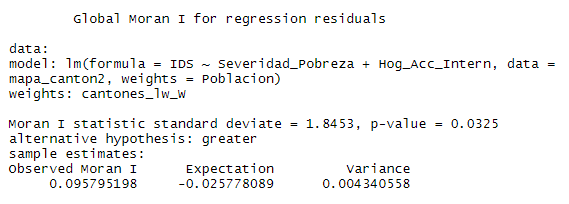 Global Moran I for regression residuals
data:
model: lm(formula = IDS ~ Severidad_Pobreza + Hog_Acc_Intern, data =
mapa_canton2, weights = Poblacion)
weights: cantones_lw_W
Moran I statistic standard deviate = 1.8453, p-value = 0.0325
alternative hypothesis: greater
sample estimates:
Observed Moran I Expectation Variance
0.095795198 -0.025778089 0.004340558